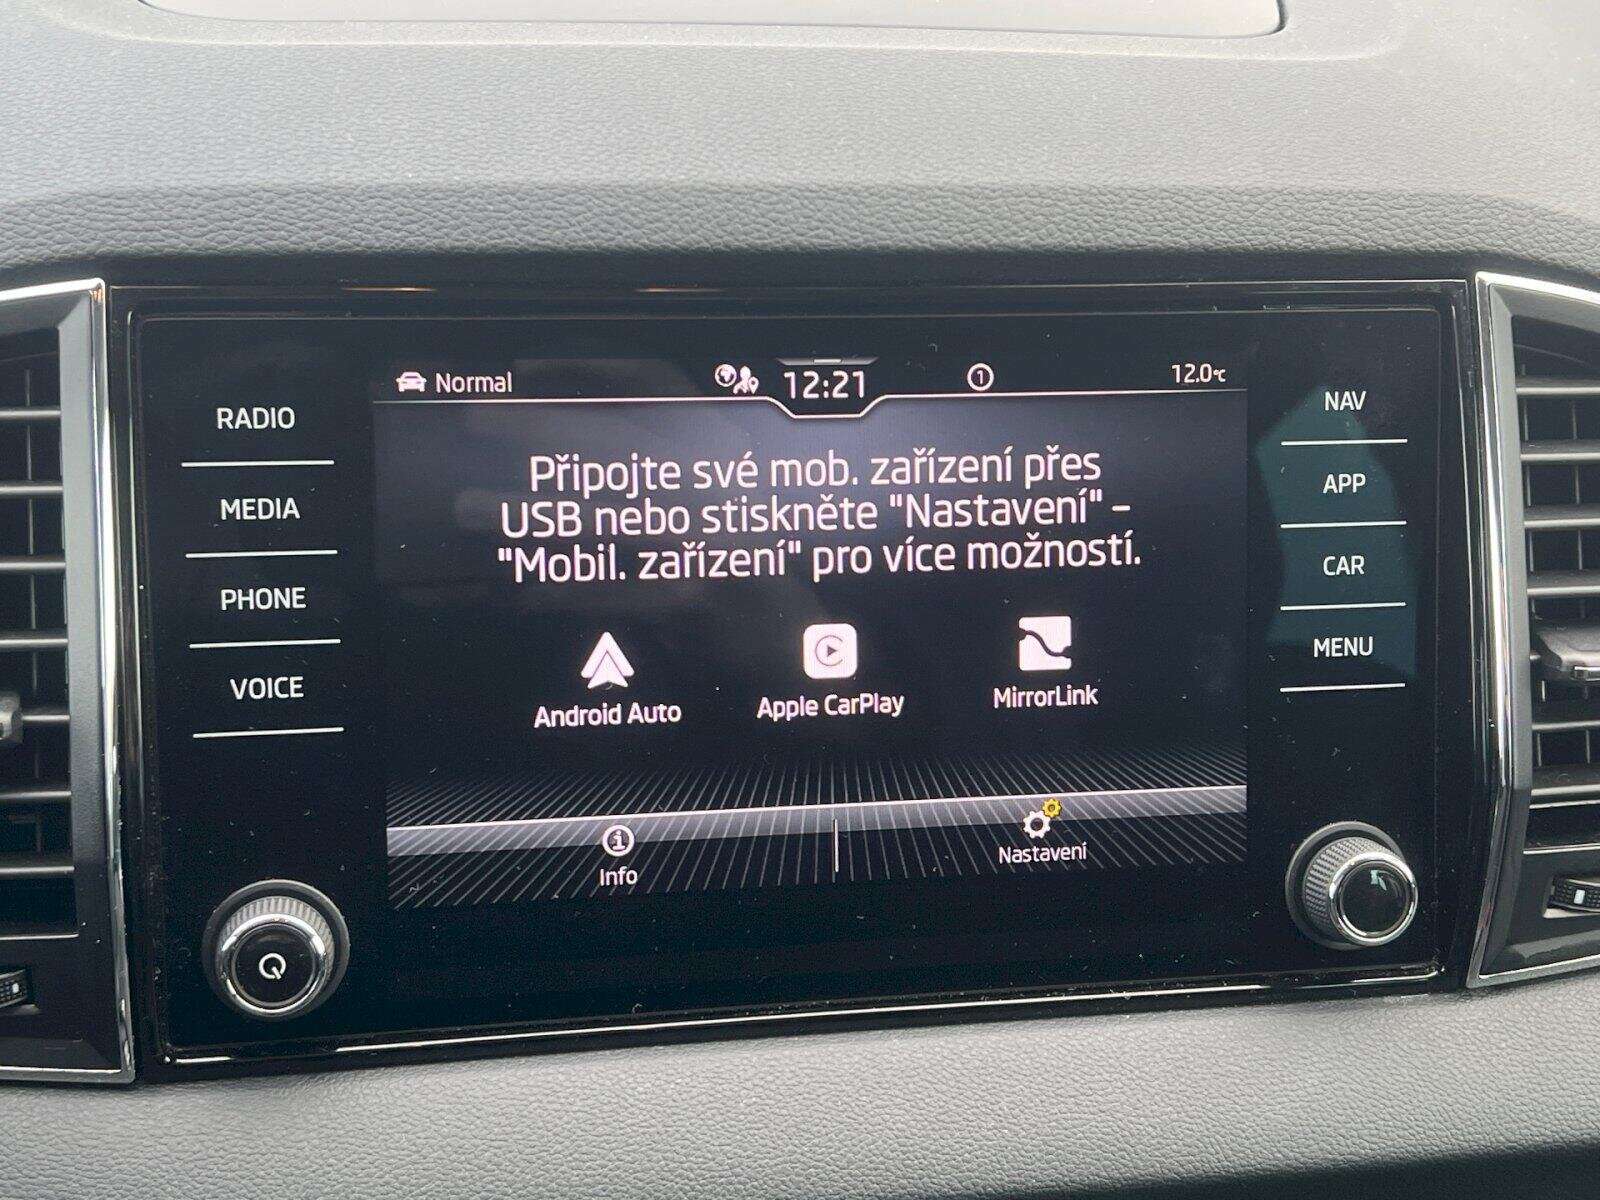 Normal
12:21
1
12.0°C
RADIO
MEDIA
PHONE
VOICE
NAV
APP
CAR
MENU
Připojte své mob. zařízení přes
USB nebo stiskněte "Nastavení" –
"Mobil. zařízení" pro více možností.
Android Auto
Apple CarPlay
MirrorLink
Info
Nastavení